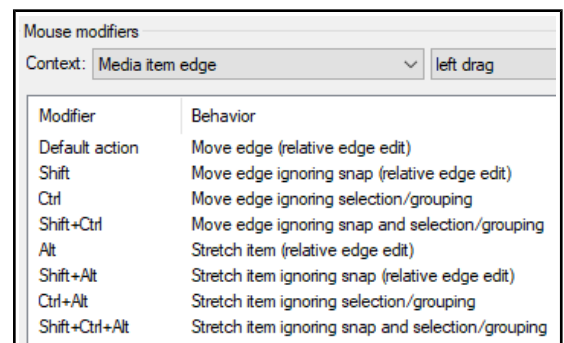 Mouse modifiers
Context: Media item edge left drag
Modifier Behavior
Default action Move edge (relative edge edit)
Shift Move edge ignoring snap (relative edge edit)
Ctrl Move edge ignoring selection/grouping
Shift+Ctrl Move edge ignoring snap and selection/grouping
Alt Stretch item (relative edge edit)
Shift+Alt Stretch item ignoring snap (relative edge edit)
Ctrl+Alt Stretch item ignoring selection/grouping
Shift+Ctrl+Alt Stretch item ignoring snap and selection/grouping